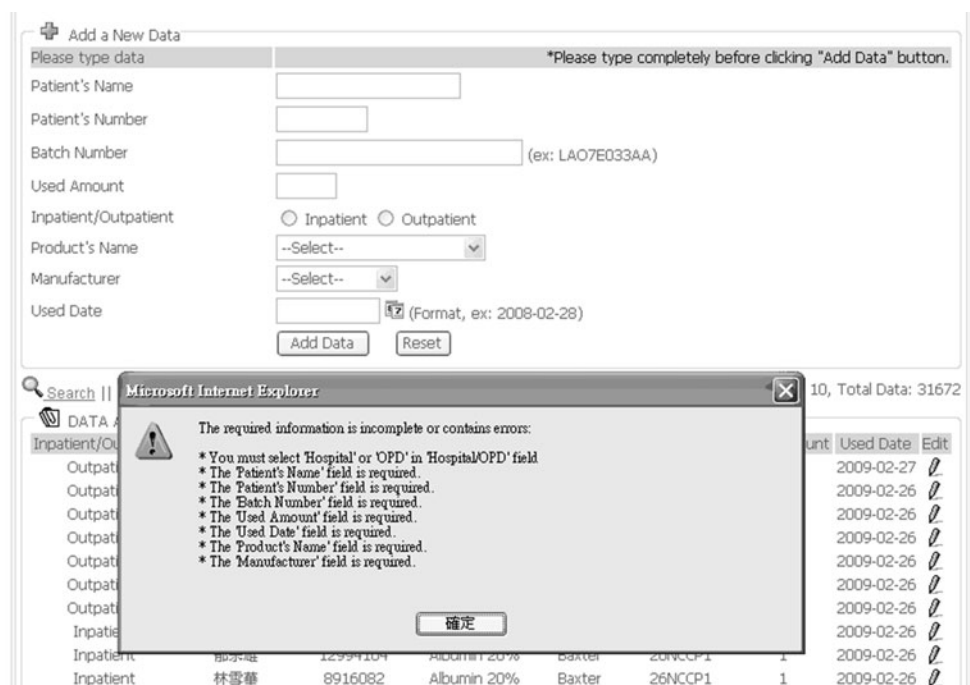 Add a New Data
Please type data *Please type completely before clicking "Add Data" button.
Patient's Name
Patient's Number
Batch Number (ex: LAO7E033AA)
Used Amount
Inpatient/Outpatient Inpatient Outpatient
Product's Name --Select--
Manufacturer --Select--
Used Date (Format, ex: 2008-02-28)
Add Data Reset
Search || 10, Total Data: 31672
Microsoft Internet Explorer
The required information is incomplete or contains errors:
* You must select 'Hospital' or 'OPD' in 'Hospital/OPD' field
* The 'Patient's Name' field is required.
* The 'Patient's Number' field is required.
* The 'Batch Number' field is required.
* The 'Used Amount' field is required.
* The 'Used Date' field is required.
* The 'Product's Name' field is required.
* The 'Manufacturer' field is required.
確定
DATA
Inpatient/Ou unt Used Date Edit
Outpati 2009-02-27
Outpati 2009-02-26
Outpati 2009-02-26
Outpati 2009-02-26
Outpati 2009-02-26
Outpati 2009-02-26
Outpati 2009-02-26
Inpatie 2009-02-26
Inpatient 12994104 Albumin 20% Baxter 26NCCP1 1 2009-02-26
Inpatient 林雪華 8916082 Albumin 20% Baxter 26NCCP1 1 2009-02-26